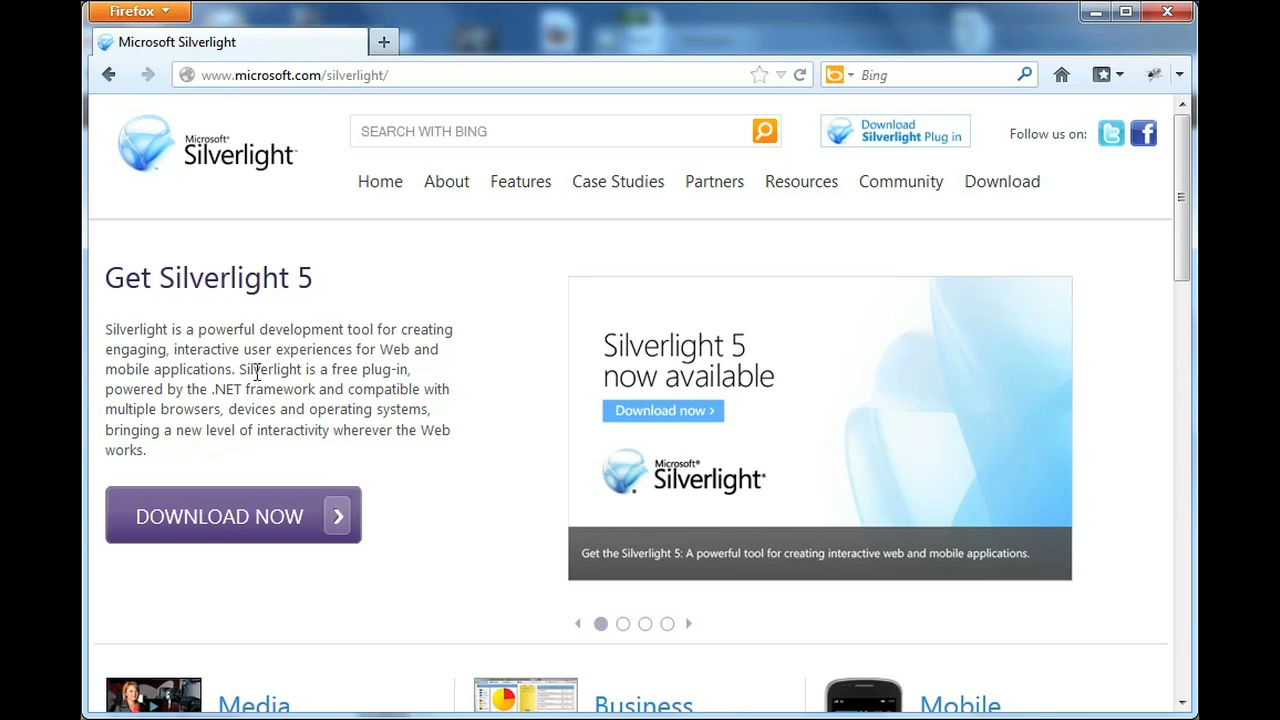 Firefox
Microsoft Silverlight
www.microsoft.com/silverlight/
Bing
Microsoft®
Silverlight™
SEARCH WITH BING
Download
Silverlight Plug in
Follow us on:
Home About Features Case Studies Partners Resources Community Download
Get Silverlight 5
Silverlight is a powerful development tool for creating
engaging, interactive user experiences for Web and
mobile applications. Silverlight is a free plug-in,
powered by the .NET framework and compatible with
multiple browsers, devices and operating systems,
bringing a new level of interactivity wherever the Web
works.
DOWNLOAD NOW
Silverlight 5
now available
Download now ›
Microsoft®
Silverlight®
Get the Silverlight 5: A powerful tool for creating interactive web and mobile applications.
Media
Business
Mobile